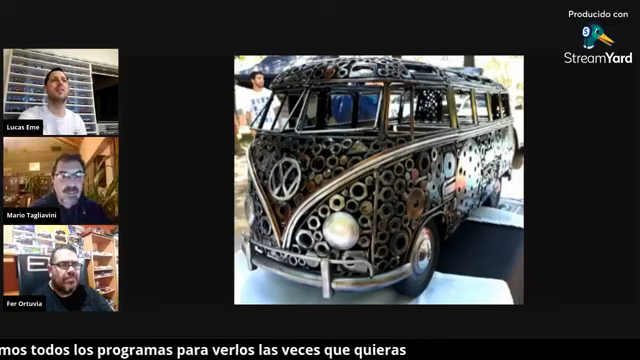 Producido con
StreamYard
Lucas Eme
Mario Tagliavini
Fer Ortuvia
mos todos los programas para verlos las veces que quieras